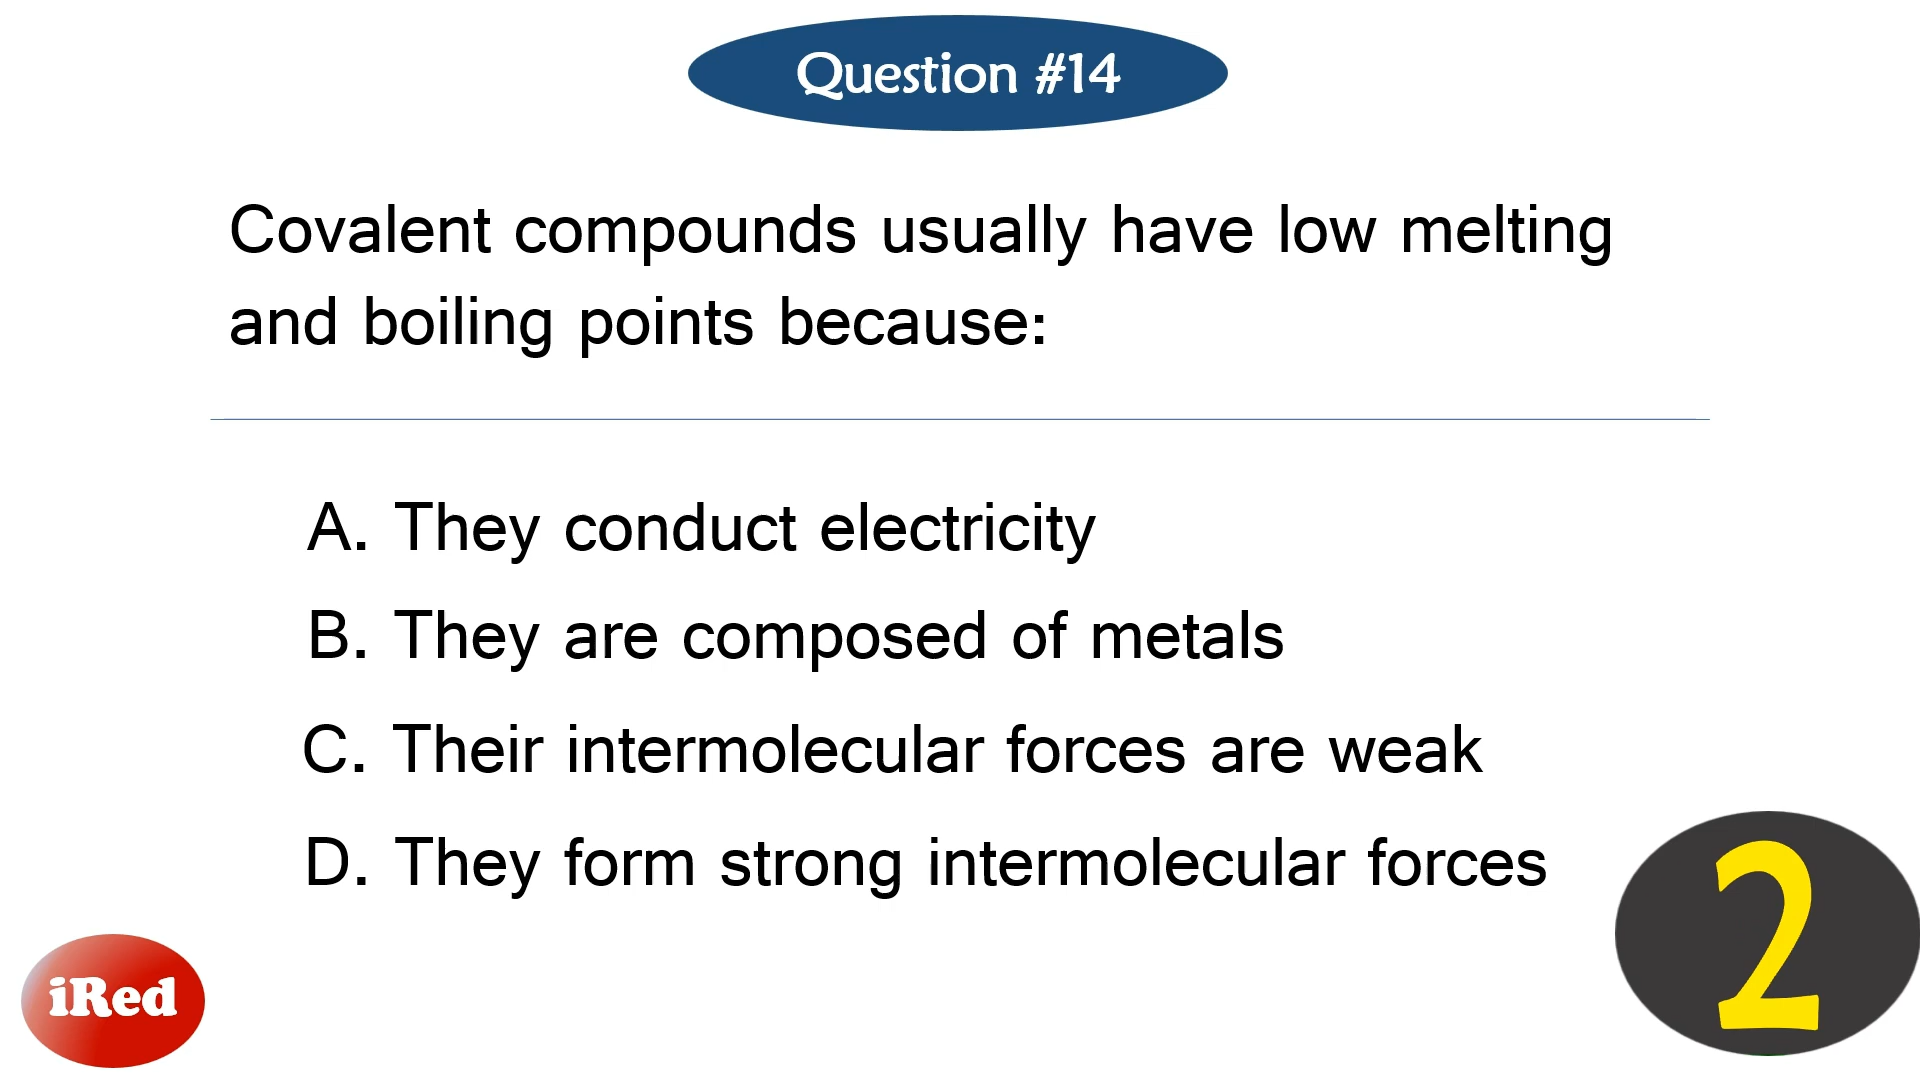 Question #14
Covalent compounds usually have low melting
and boiling points because:
A. They conduct electricity
B. They are composed of metals
C. Their intermolecular forces are weak
D. They form strong intermolecular forces
2
iRed